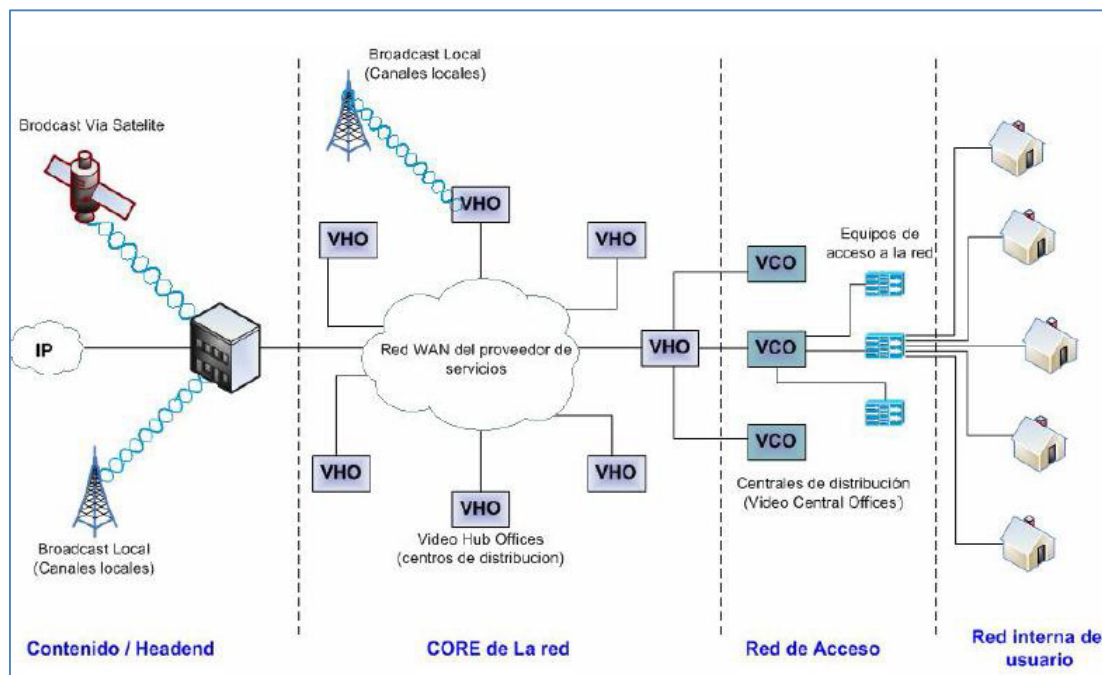 Broadcast Local
(Canales locales)
Brodcast Via Satelite
VHO
VHO
VHO
Equipos de
acceso a la red
VCO
IP
Red WAN del proveedor de
servicios
VHO
VCO
VHO
VHO
VHO
VCO
Centrales de distribución
(Video Central Offices)
Video Hub Offices
(centros de distribucion)
Broadcast Local
(Canales locales)
Contenido / Headend
CORE de La red
Red de Acceso
Red interna de
usuario